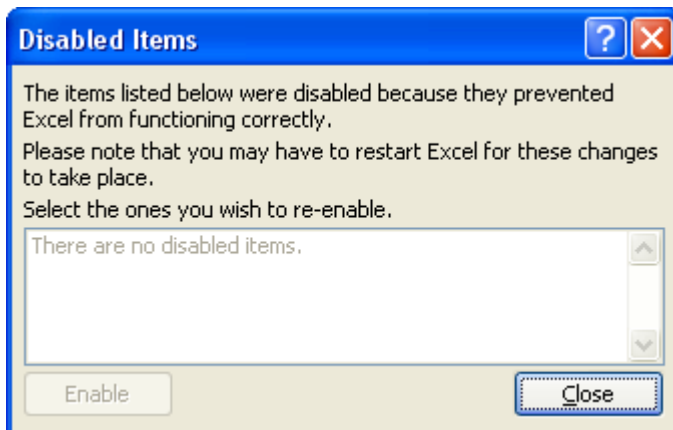 Disabled Items
The items listed below were disabled because they prevented
Excel from functioning correctly.
Please note that you may have to restart Excel for these changes
to take place.
Select the ones you wish to re-enable.
There are no disabled items.
Enable
Close